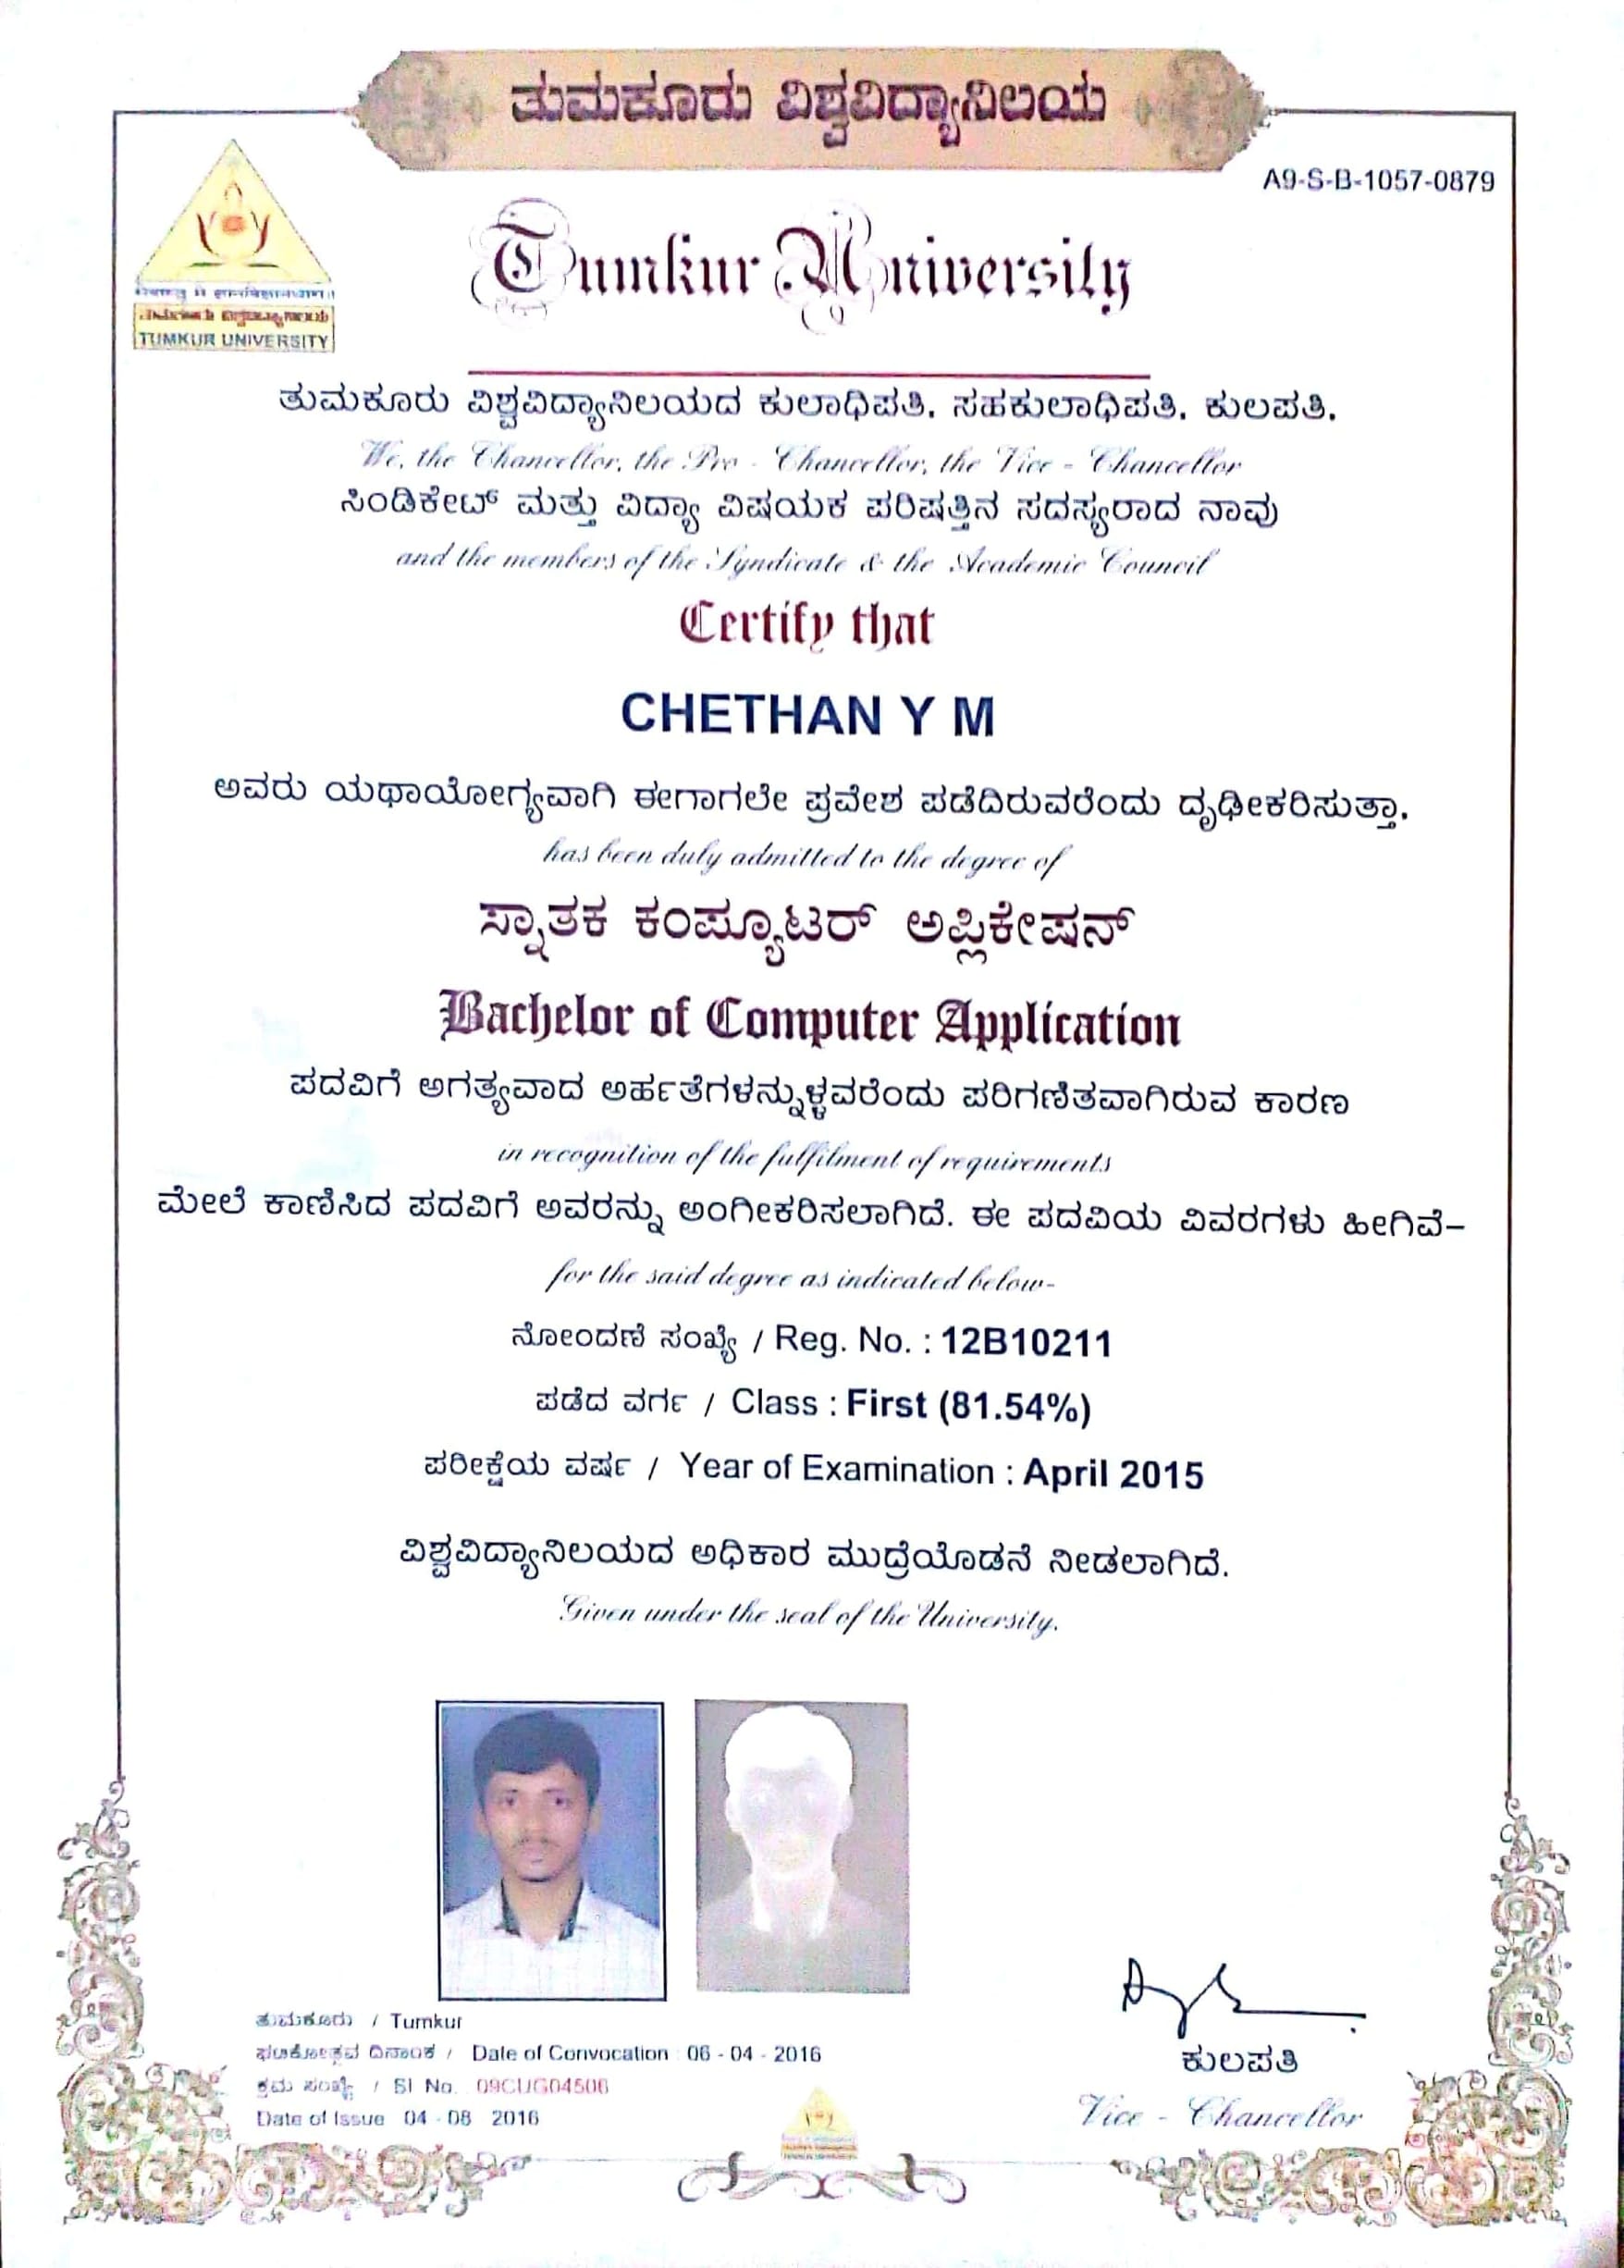 ತುಮಕೂರು ವಿಶ್ವವಿದ್ಯಾನಿಲಯ
A9-S-B-1057-0879
Tumkur University
TUMKUR UNIVERSITY
ತುಮಕೂರು ವಿಶ್ವವಿದ್ಯಾನಿಲಯದ ಕುಲಾಧಿಪತಿ, ಸಹಕುಲಾಧಿಪತಿ, ಕುಲಪತಿ,
We, the Chancellor, the Pro - Chancellor, the Vice - Chancellor
ಸಿಂಡಿಕೇಟ್ ಮತ್ತು ವಿದ್ಯಾ ವಿಷಯಕ ಪರಿಷತ್ತಿನ ಸದಸ್ಯರಾದ ನಾವು
and the members of the Syndicate & the Academic Council
Certify that
CHETHAN Y M
ಅವರು ಯಥಾಯೋಗ್ಯವಾಗಿ ಈಗಾಗಲೇ ಪ್ರವೇಶ ಪಡೆದಿರುವರೆಂದು ದೃಢೀಕರಿಸುತ್ತಾ,
has been duly admitted to the degree of
ಸ್ನಾತಕ ಕಂಪ್ಯೂಟರ್ ಅಪ್ಲಿಕೇಷನ್
Bachelor of Computer Application
ಪದವಿಗೆ ಅಗತ್ಯವಾದ ಅರ್ಹತೆಗಳನ್ನುಳ್ಳವರೆಂದು ಪರಿಗಣಿತವಾಗಿರುವ ಕಾರಣ
in recognition of the fulfilment of requirements
ಮೇಲೆ ಕಾಣಿಸಿದ ಪದವಿಗೆ ಅವರನ್ನು ಅಂಗೀಕರಿಸಲಾಗಿದೆ. ಈ ಪದವಿಯ ವಿವರಗಳು ಹೀಗಿವೆ–
for the said degree as indicated below-
ನೋಂದಣಿ ಸಂಖ್ಯೆ / Reg. No. : 12B10211
ಪಡೆದ ವರ್ಗ / Class : First (81.54%)
ಪರೀಕ್ಷೆಯ ವರ್ಷ / Year of Examination : April 2015
ವಿಶ್ವವಿದ್ಯಾನಿಲಯದ ಅಧಿಕಾರ ಮುದ್ರೆಯೊಡನೆ ನೀಡಲಾಗಿದೆ.
Given under the seal of the University.
ತುಮಕೂರು / Tumkur
ಘಟಿಕೋತ್ಸವ ದಿನಾಂಕ / Date of Convocation : 06 - 04 - 2016
ಕ್ರಮ ಸಂಖ್ಯೆ / Sl No. 09CUG04506
Date of Issue 04 - 08 2016
ಕುಲಪತಿ
Vice - Chancellor